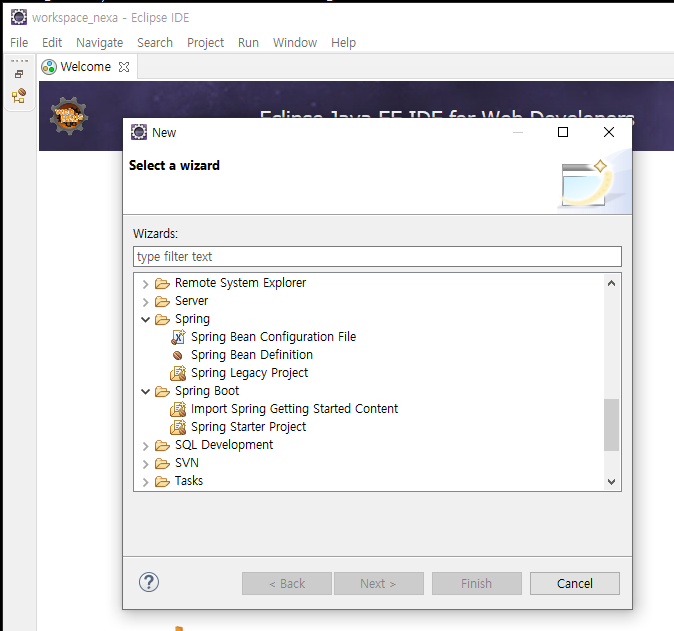 workspace_nexa - Eclipse IDE
File Edit Navigate Search Project Run Window Help
Welcome
Eclipse Java EE IDE for Web Developers
New
Select a wizard
Wizards:
type filter text
Remote System Explorer
Server
Spring
Spring Bean Configuration File
Spring Bean Definition
Spring Legacy Project
Spring Boot
Import Spring Getting Started Content
Spring Starter Project
SQL Development
SVN
Tasks
?
< Back Next > Finish Cancel